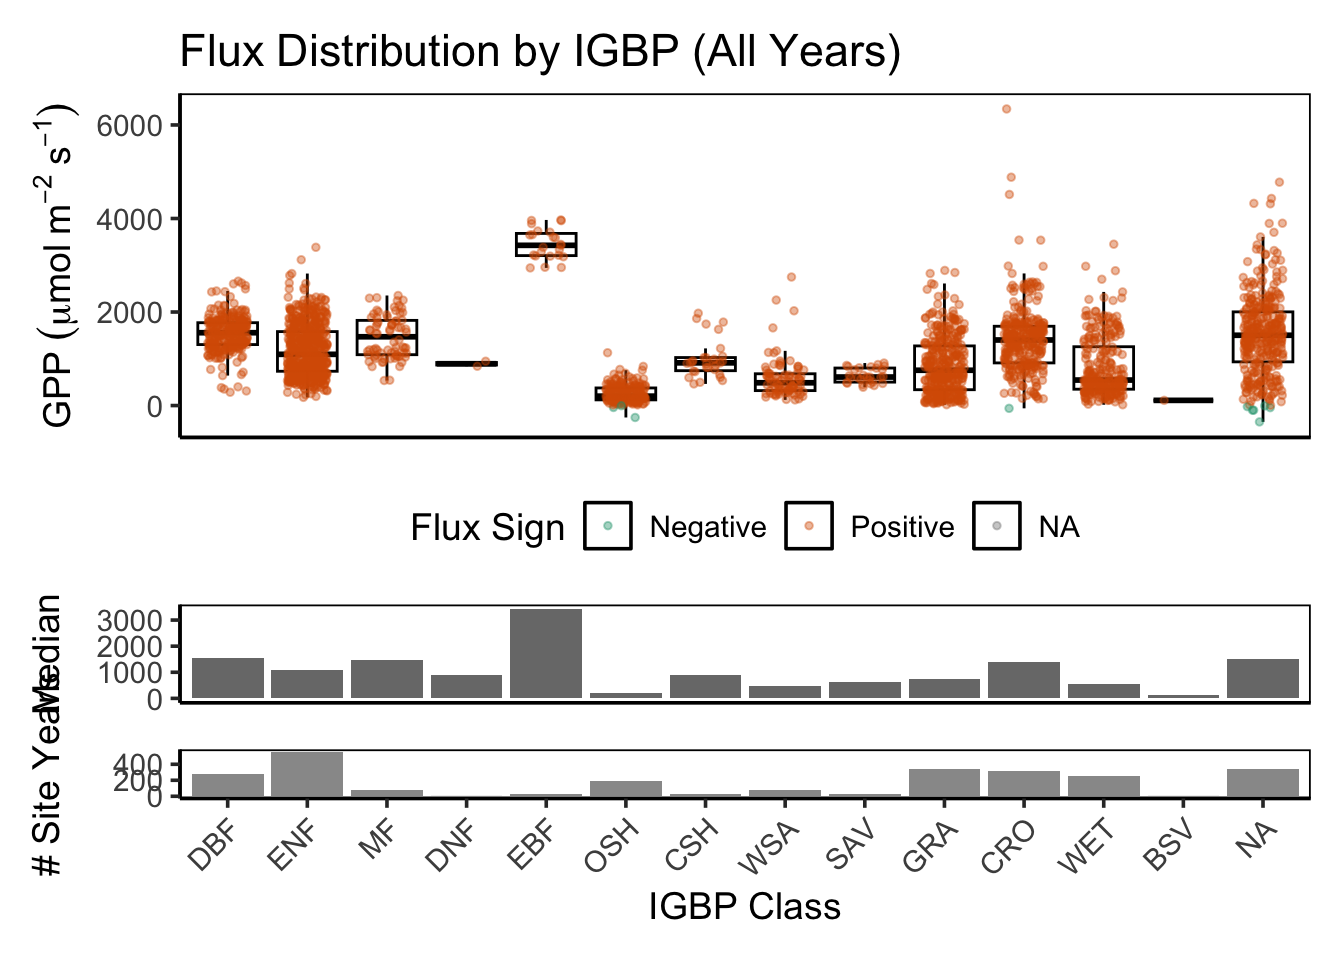 Flux Distribution by IGBP (All Years)
GPP (μmol m⁻² s⁻¹)
6000
4000
2000
0
Flux Sign Negative Positive NA
Median
3000
2000
1000
0
# Site Years
400
200
0
DBF ENF MF DNF EBF OSH CSH WSA SAV GRA CRO WET BSV NA
IGBP Class